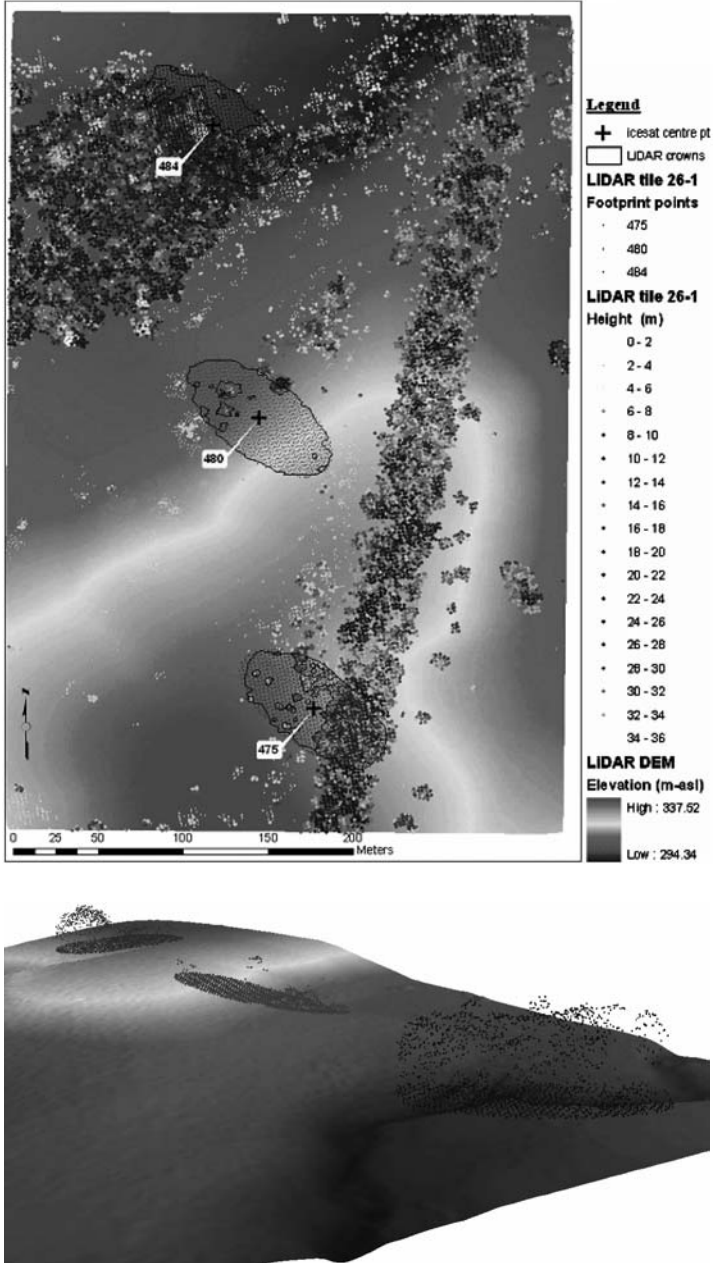 484
480
475
N
0 25 50 100 150 200
Meters
Legend
icesat centre pt
LIDAR crowns
LIDAR tile 26-1
Footprint points
475
480
484
LIDAR tile 26-1
Height (m)
0 - 2
2 - 4
4 - 6
6 - 8
8 - 10
10 - 12
12 - 14
14 - 16
16 - 18
18 - 20
20 - 22
22 - 24
24 - 26
26 - 28
28 - 30
30 - 32
32 - 34
34 - 36
LIDAR DEM
Elevation (m-asl)
High : 337.52
Low : 294.34